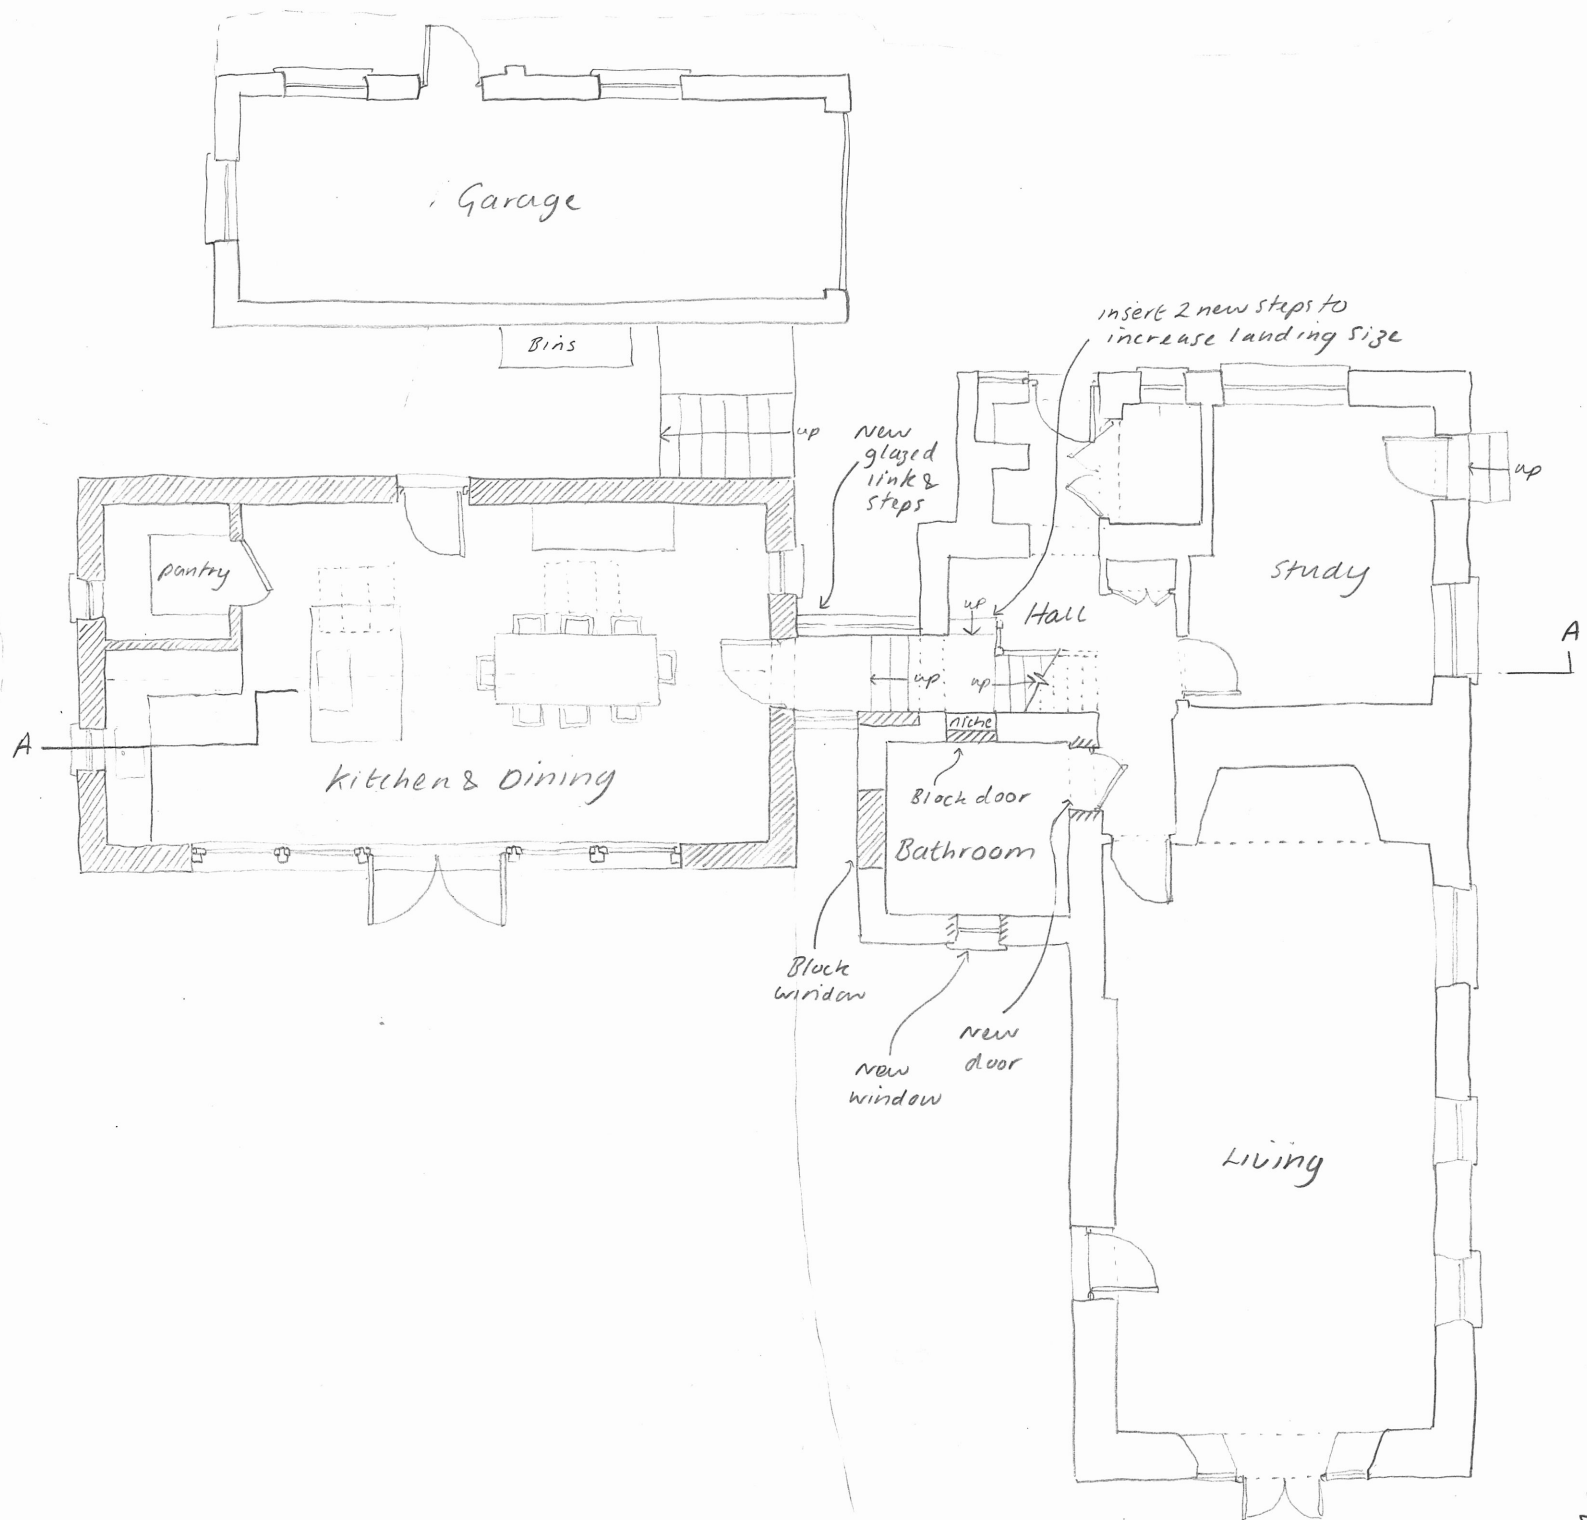 Garage
Bins
insert 2 new steps to
increase landing size
up
New
glazed
link &
steps
up
pantry
study
up
Hall
A
up
up
niche
A
Kitchen & Dining
Block door
Bathroom
Block
window
New
door
New
window
Living